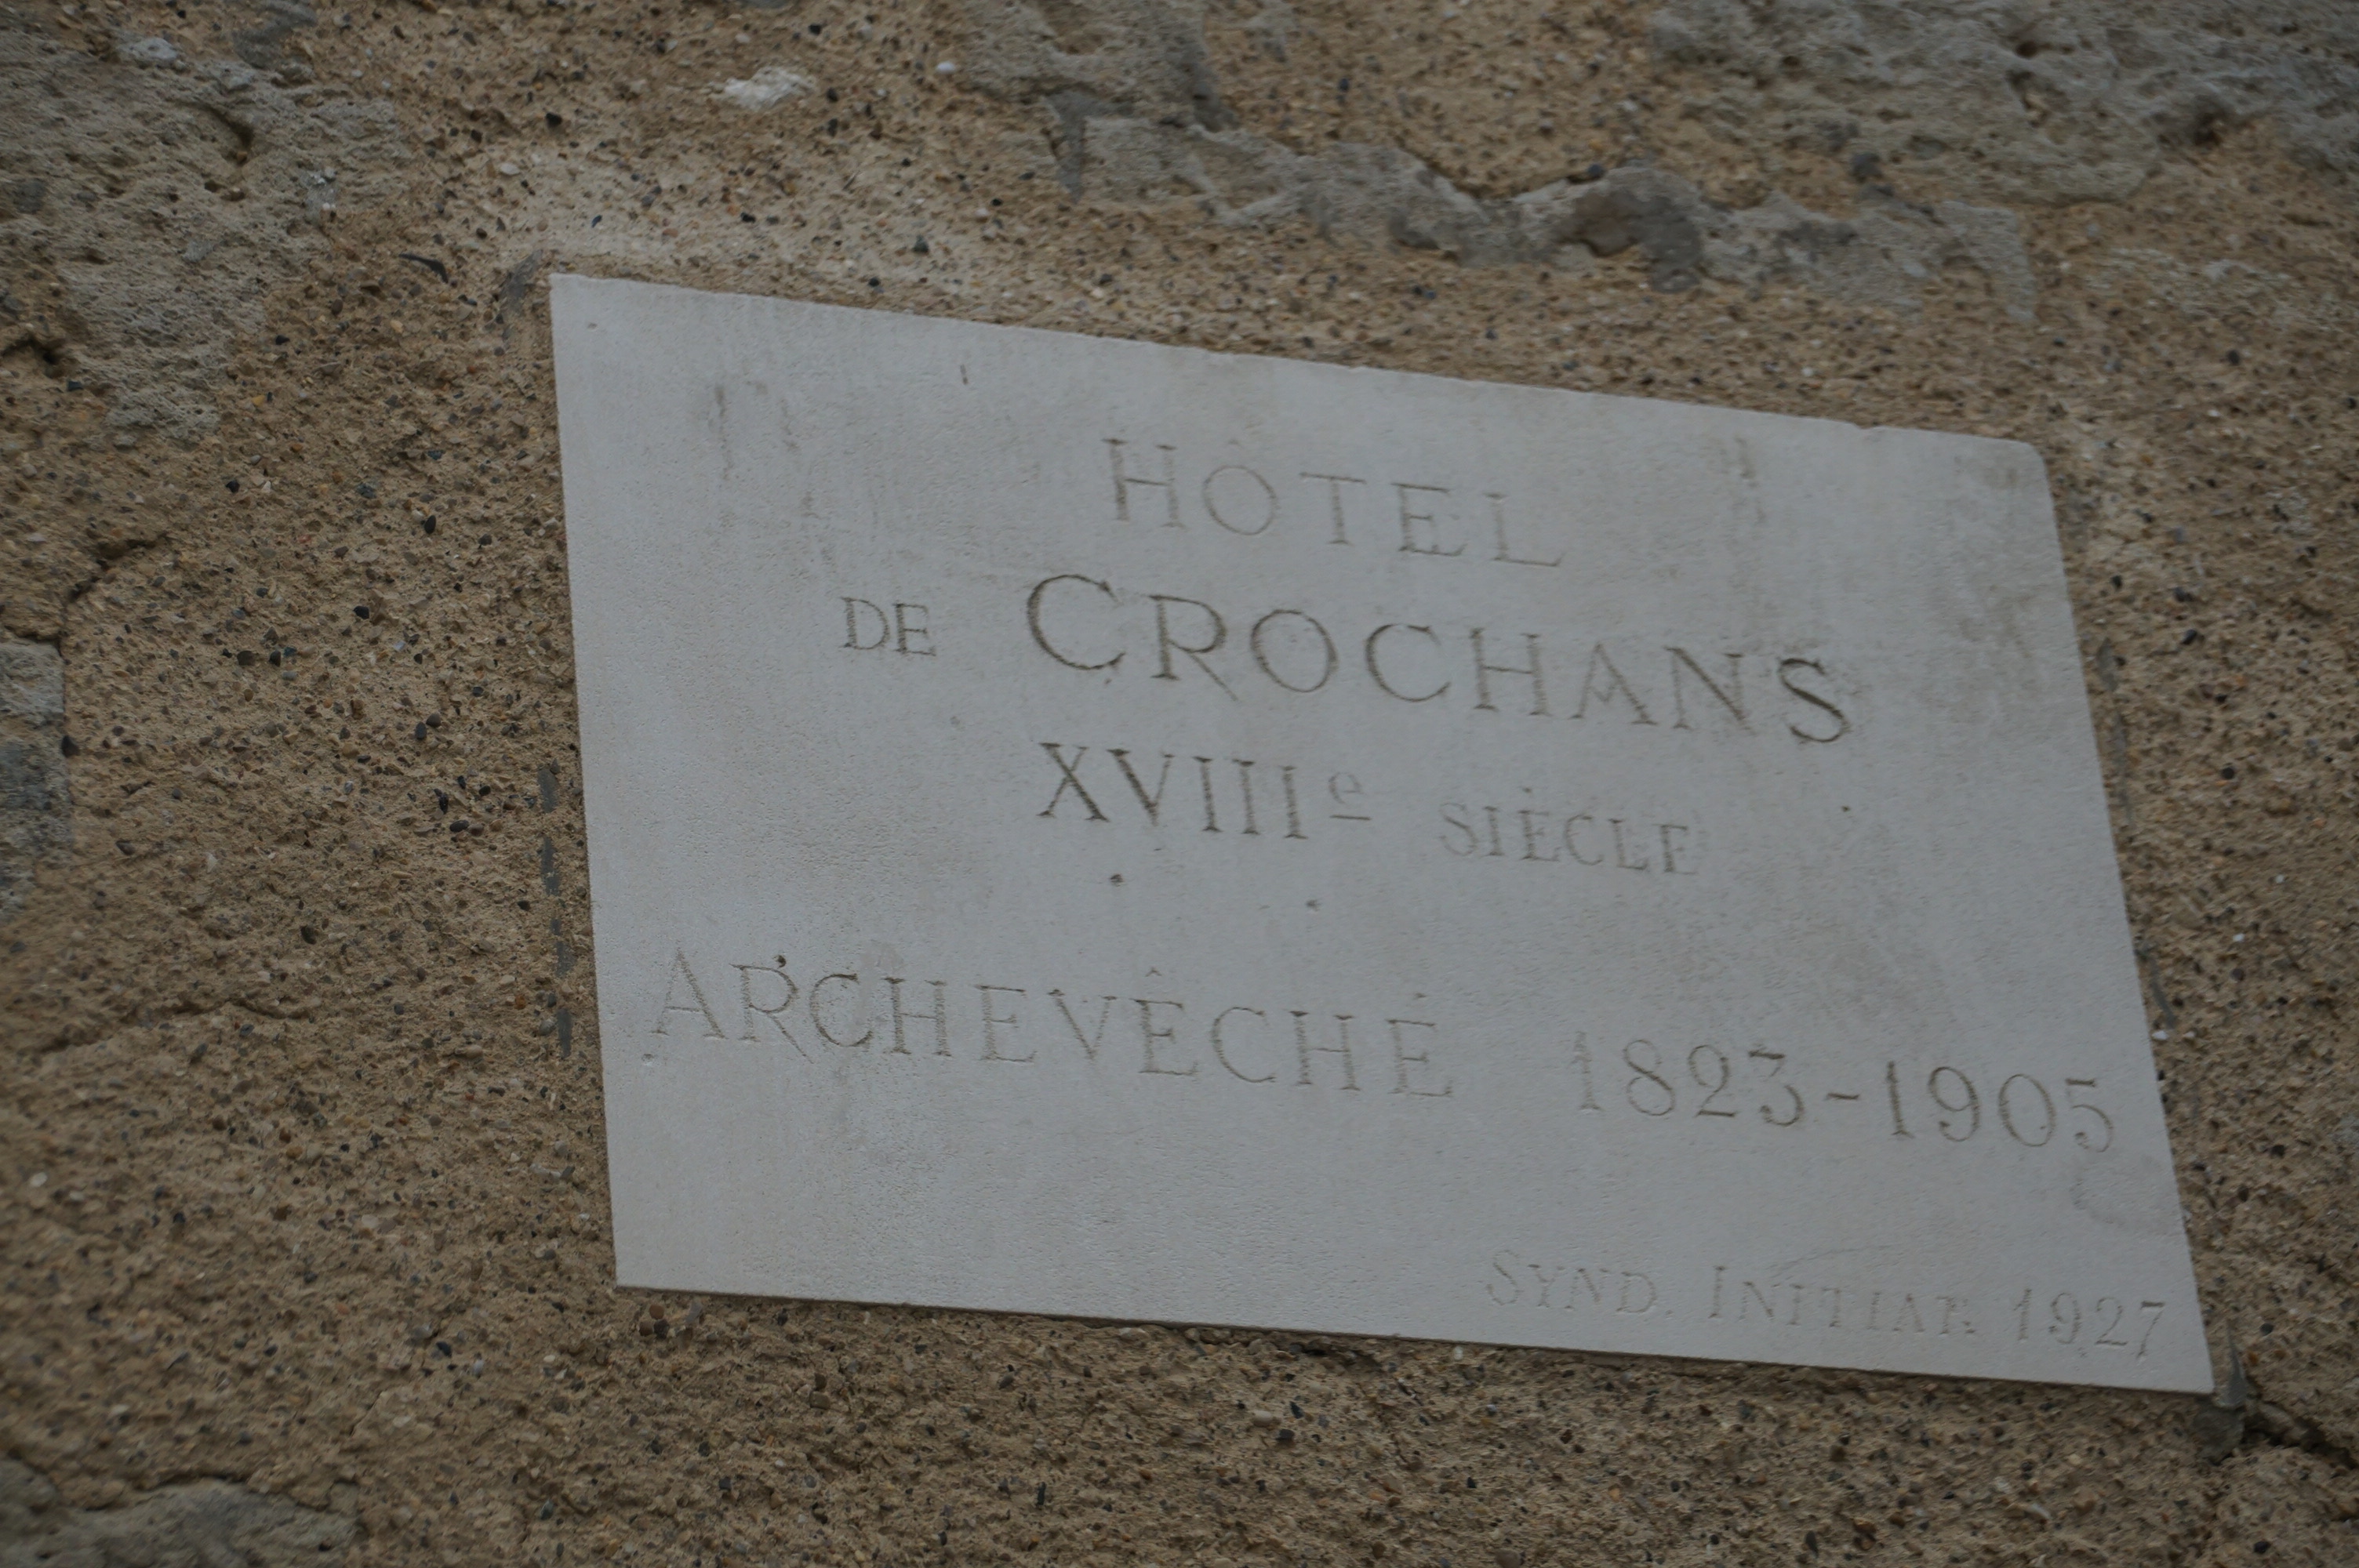 HÔTEL
DE CROCHANS
XVIIIe SIÈCLE
ARCHEVÊCHÉ 1823-1905
SYND. INITIAT. 1927